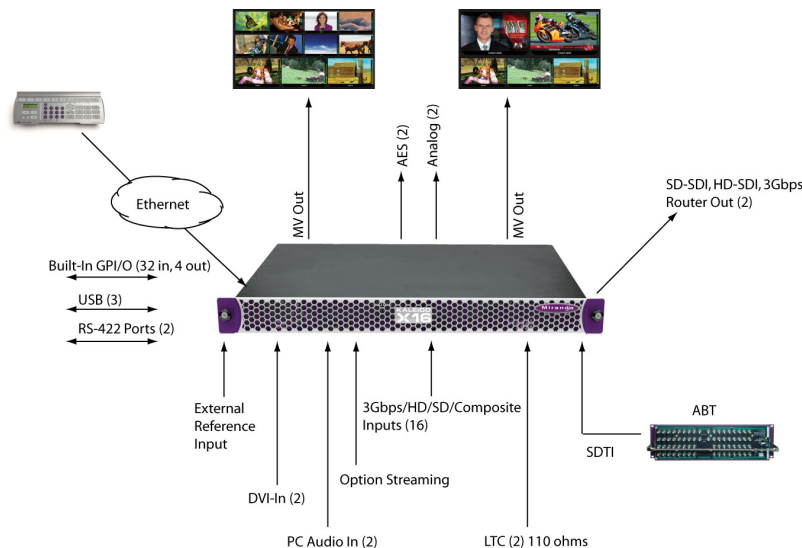 AES (2)
Analog (2)
MV Out
MV Out
SD-SDI, HD-SDI, 3Gbps
Router Out (2)
Ethernet
Built-In GPI/O (32 in, 4 out)
USB (3)
RS-422 Ports (2)
KALEIDO
X16
Miranda
External
Reference
Input
3Gbps/HD/SD/Composite
Inputs (16)
ABT
SDTI
DVI-In (2)
Option Streaming
PC Audio In (2)
LTC (2) 110 ohms